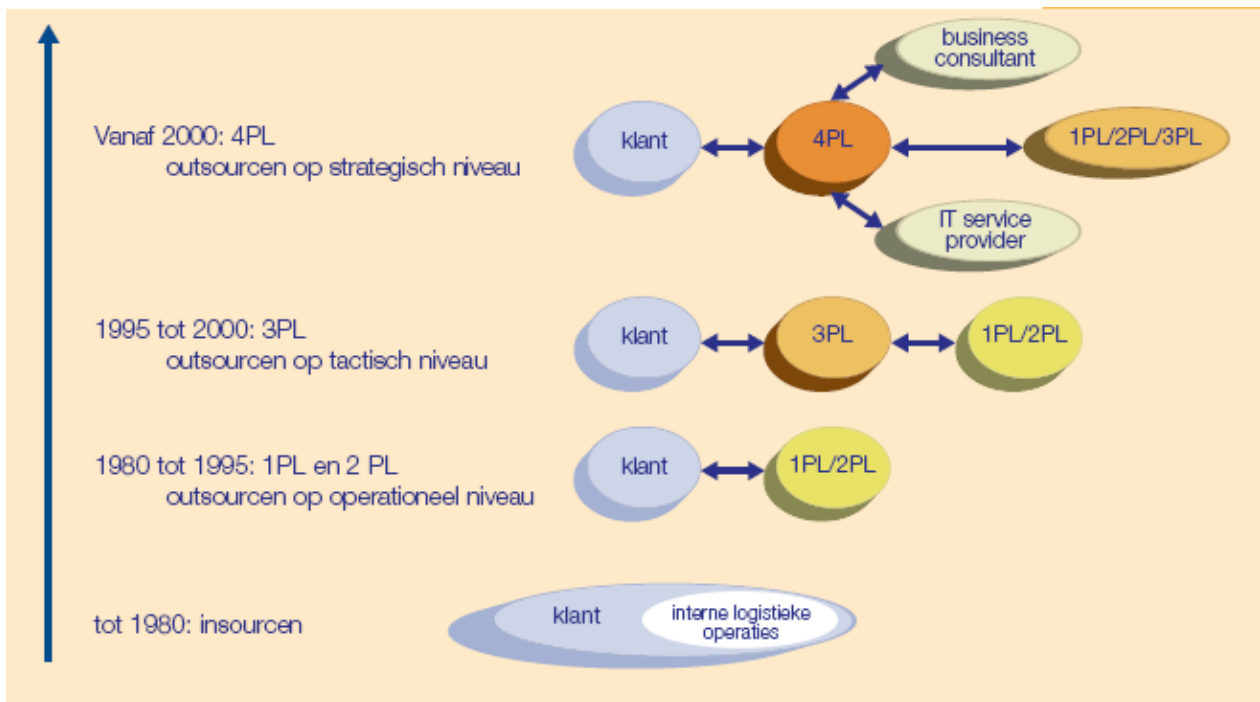 business
consultant
Vanaf 2000: 4PL
outsourcen op strategisch niveau
klant
4PL
1PL/2PL/3PL
IT service
provider
1995 tot 2000: 3PL
outsourcen op tactisch niveau
klant
3PL
1PL/2PL
1980 tot 1995: 1PL en 2 PL
outsourcen op operationeel niveau
klant
1PL/2PL
tot 1980: insourcen
klant
interne logistieke
operaties